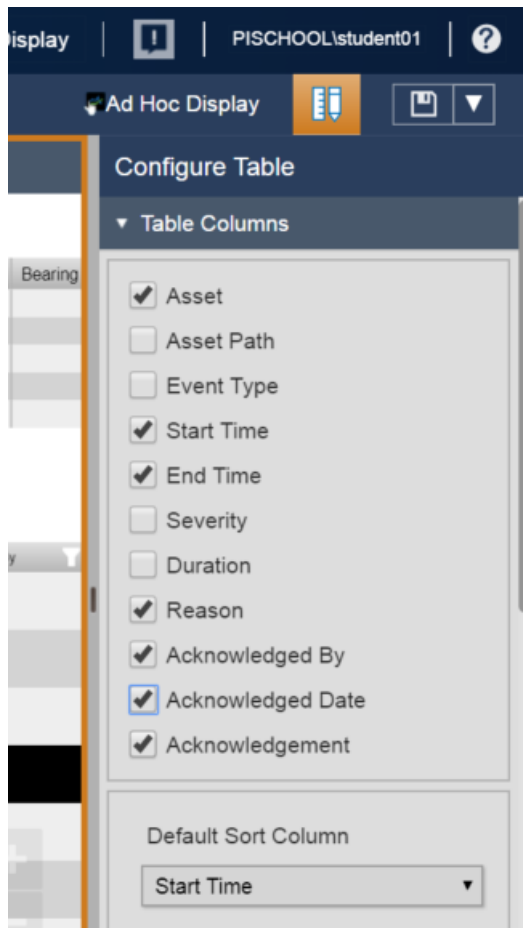 isplay
PISCHOOL\student01
Ad Hoc Display
Configure Table
Table Columns
Bearing
Asset
Asset Path
Event Type
Start Time
End Time
Severity
y
Duration
Reason
Acknowledged By
Acknowledged Date
Acknowledgement
Default Sort Column
Start Time